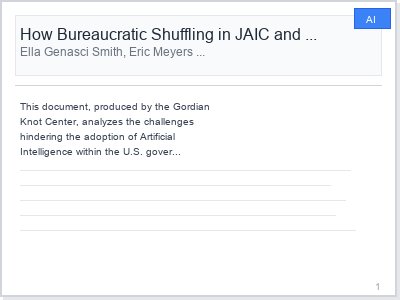 AI
How Bureaucratic Shuffling in JAIC and ...
Ella Genasci Smith, Eric Meyers ...
This document, produced by the Gordian
Knot Center, analyzes the challenges
hindering the adoption of Artificial
Intelligence within the U.S. gover...
1